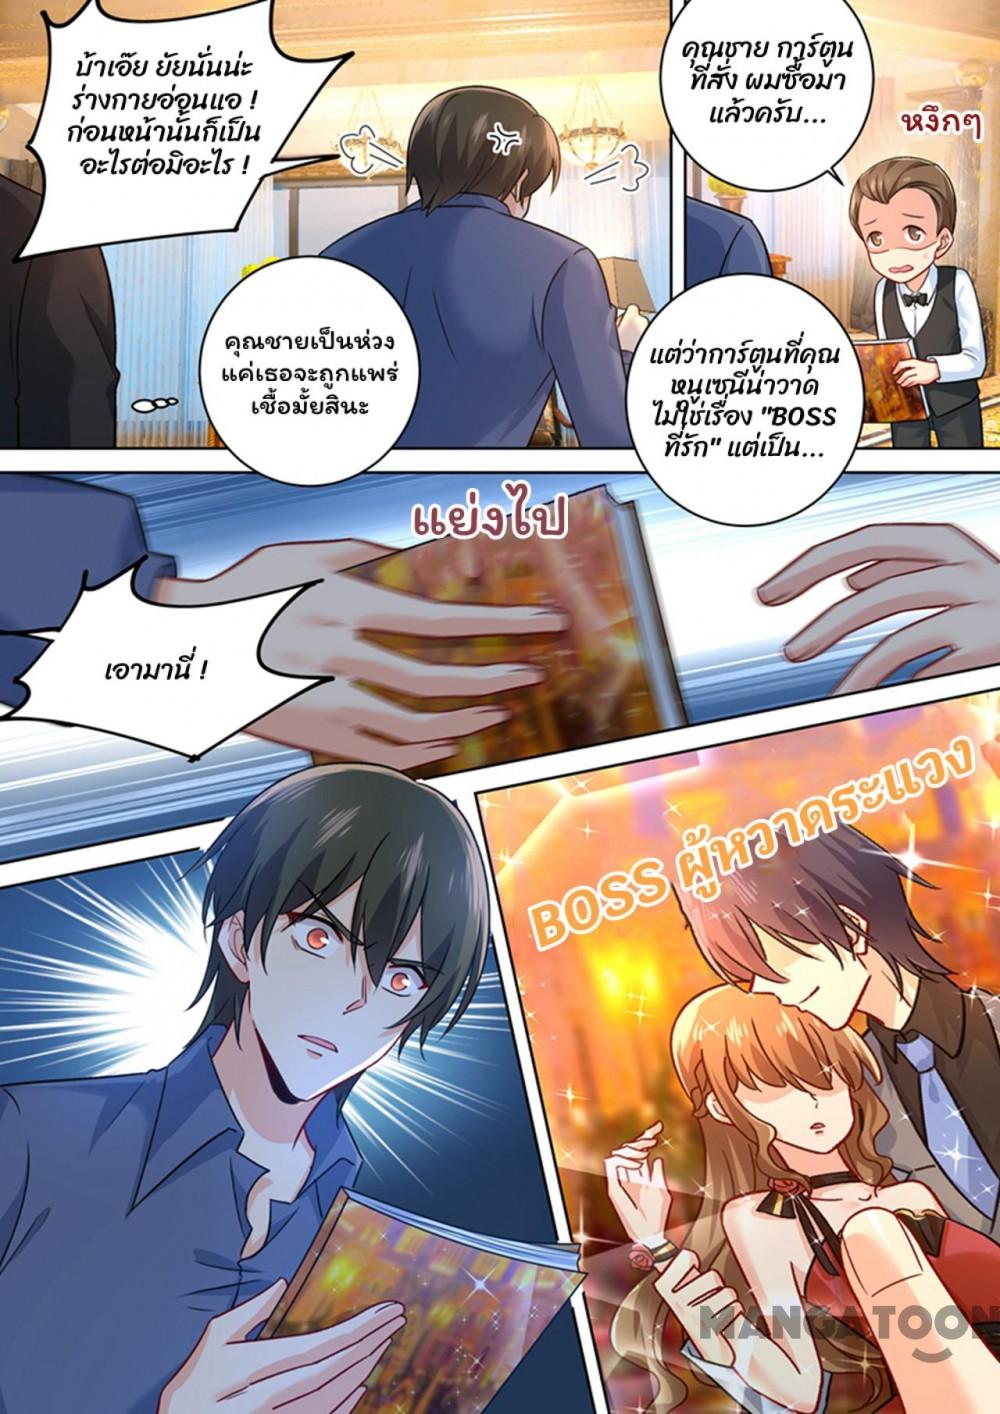 บ้าเอ๊ย ยัยนั่นน่ะ
ร่างกายอ่อนแอ !
ก่อนหน้านั้นก็เป็น
อะไรต่อมิอะไร !
คุณชายเป็นห่วง
แค่เธอจะถูกแพร่
เชื้อมั้ยสินะ
คุณชาย การ์ตูน
ที่สั่ง ผมซื้อมา
แล้วครับ...
หงึกๆ
แต่ว่าการ์ตูนที่คุณ
หนูเซนีน่าวาด
ไม่ใช่เรื่อง "BOSS
ที่รัก" แต่เป็น...
แย่งไป
เอามานี่ !
BOSS ผู้หวาดระแวง
MANGATOON